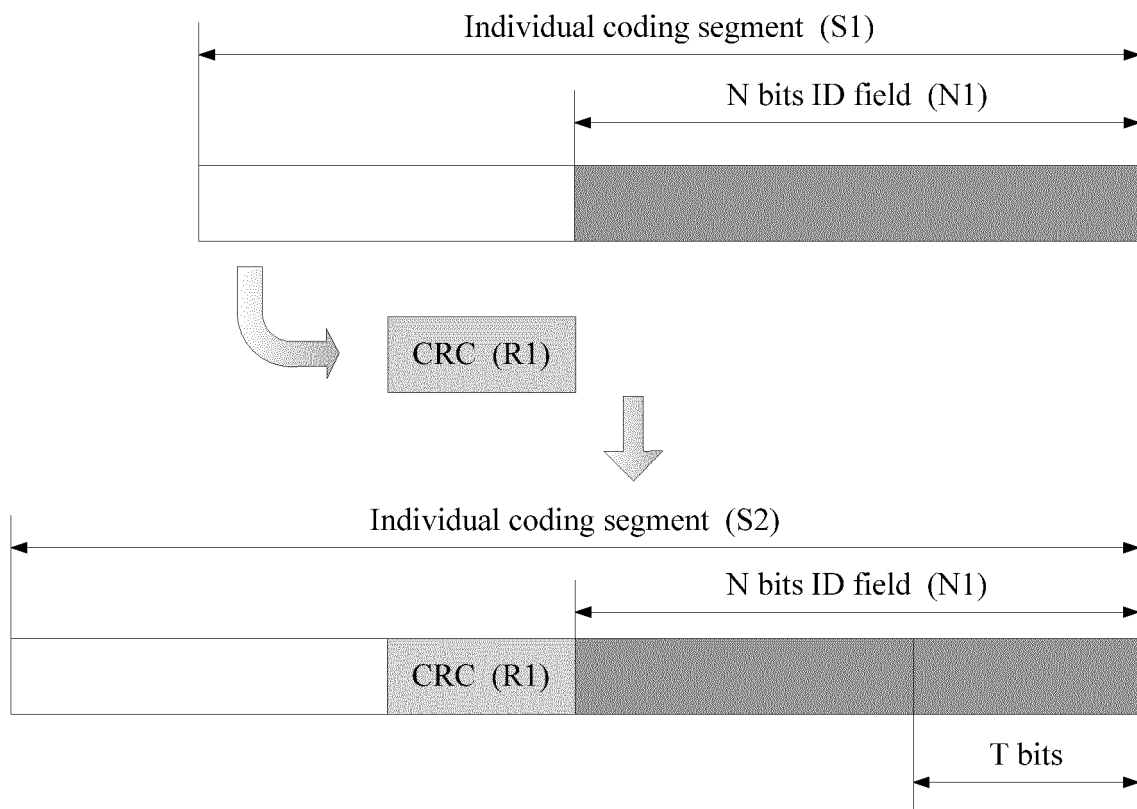 Individual coding segment (S1)
N bits ID field (N1)
CRC (R1)
Individual coding segment (S2)
N bits ID field (N1)
CRC (R1)
T bits